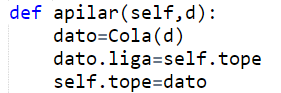 def apilar(self,d):
    dato=Cola(d)
    dato.liga=self.tope
    self.tope=dato